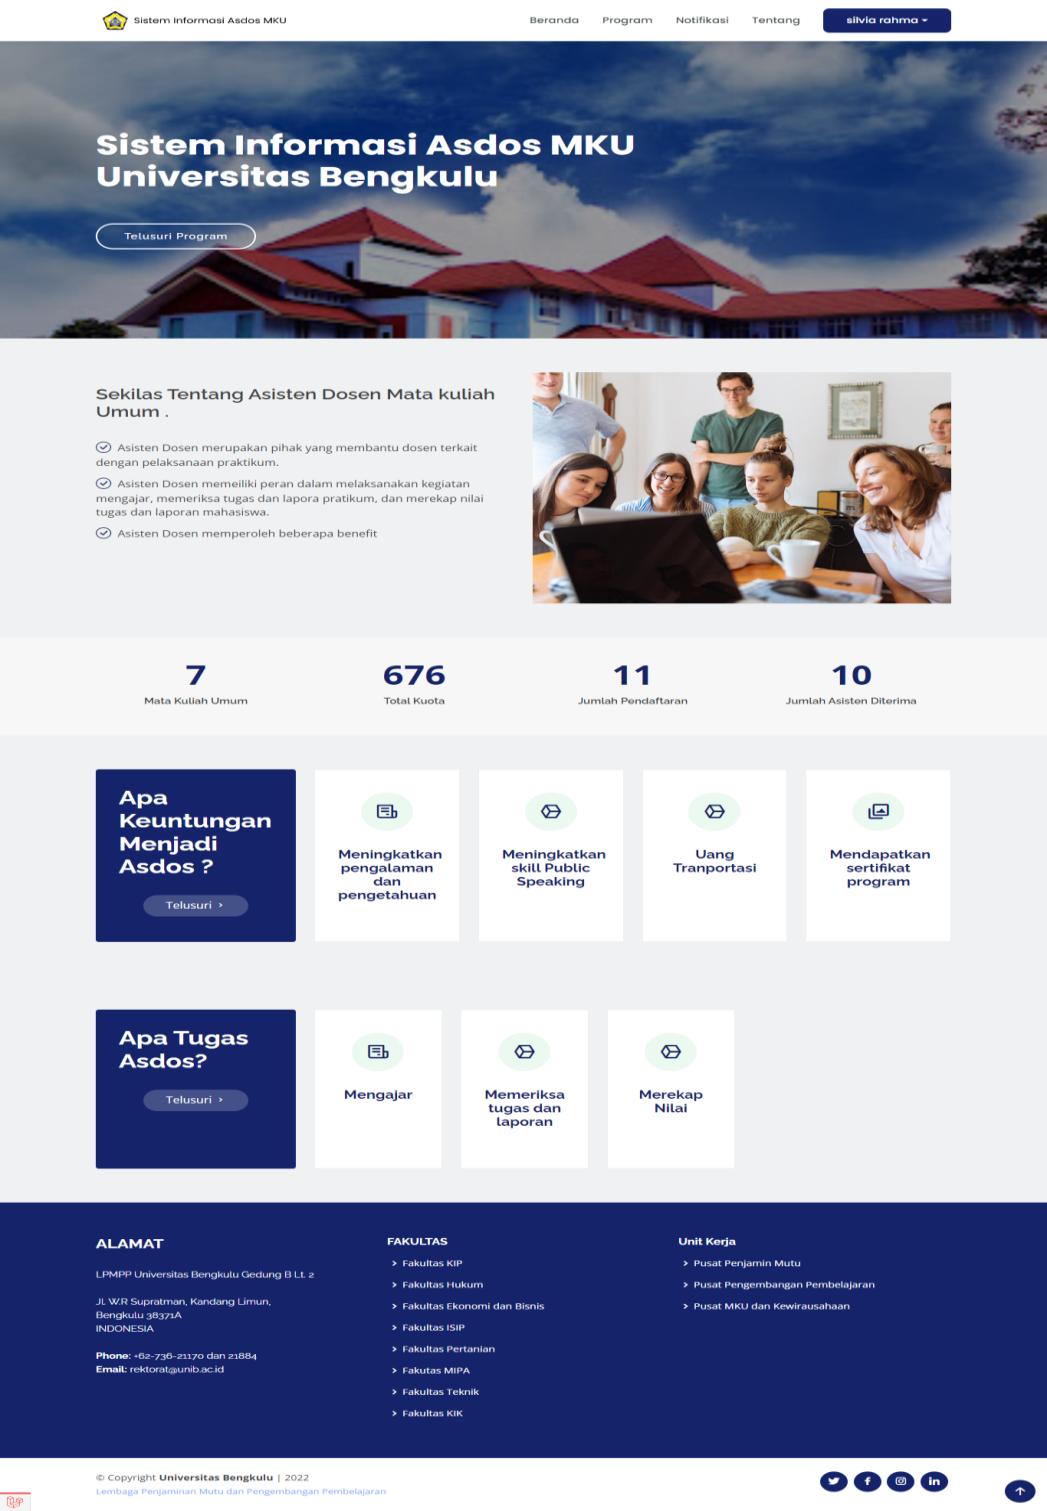 Sistem Informasi Asdos MKU
Beranda
Program
Notifikasi
Tentang
silvia rahma
Sistem Informasi Asdos MKU
Universitas Bengkulu
Telusuri Program
Sekilas Tentang Asisten Dosen Mata kuliah
Umum .
Asisten Dosen merupakan pihak yang membantu dosen terkait
dengan pelaksanaan praktikum.
Asisten Dosen memeiliki peran dalam melaksanakan kegiatan
mengajar, memeriksa tugas dan lapora pratikum, dan merekap nilai
tugas dan laporan mahasiswa.
Asisten Dosen memperoleh beberapa benefit
7
Mata Kuliah Umum
676
Total Kuota
11
Jumlah Pendaftaran
10
Jumlah Asisten Diterima
Apa
Keuntungan
Menjadi
Asdos ?
Telusuri >
Meningkatkan
pengalaman
dan
pengetahuan
Meningkatkan
skill Public
Speaking
Uang
Tranportasi
Mendapatkan
sertifikat
program
Apa Tugas
Asdos?
Telusuri >
Mengajar
Memeriksa
tugas dan
laporan
Merekap
Nilai
ALAMAT
LPMPP Universitas Bengkulu Gedung B Lt. 2
Jl. W.R Supratman, Kandang Limun,
Bengkulu 38371A
INDONESIA
Phone: +62-736-21170 dan 21884
Email: rektorat@unib.ac.id
FAKULTAS
> Fakultas KIP
> Fakultas Hukum
> Fakultas Ekonomi dan Bisnis
> Fakultas ISIP
> Fakultas Pertanian
> Fakutas MIPA
> Fakultas Teknik
> Fakultas KIK
Unit Kerja
> Pusat Penjamin Mutu
> Pusat Pengembangan Pembelajaran
> Pusat MKU dan Kewirausahaan
© Copyright Universitas Bengkulu | 2022
Lembaga Penjaminan Mutu dan Pengembangan Pembelajaran